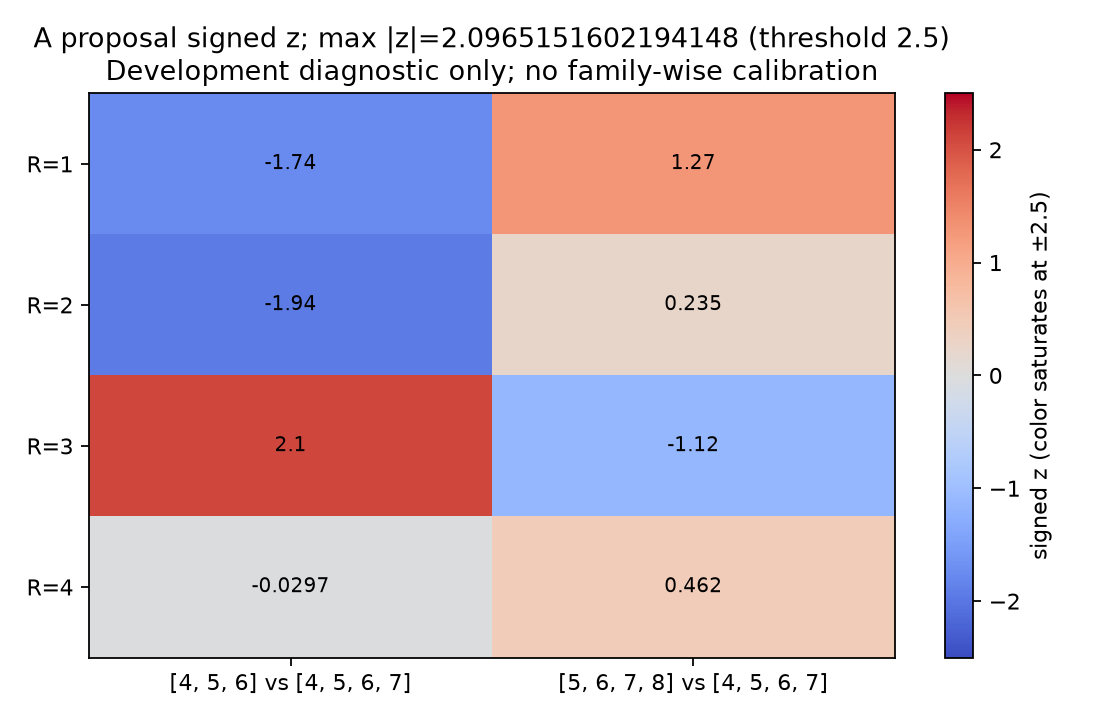 A proposal signed z; max |z|=2.0965151602194148 (threshold 2.5)
Development diagnostic only; no family-wise calibration
R=1
-1.74
1.27
R=2
-1.94
0.235
R=3
2.1
-1.12
R=4
-0.0297
0.462
[4, 5, 6] vs [4, 5, 6, 7]
[5, 6, 7, 8] vs [4, 5, 6, 7]
2
1
0
−1
−2
signed z (color saturates at ±2.5)